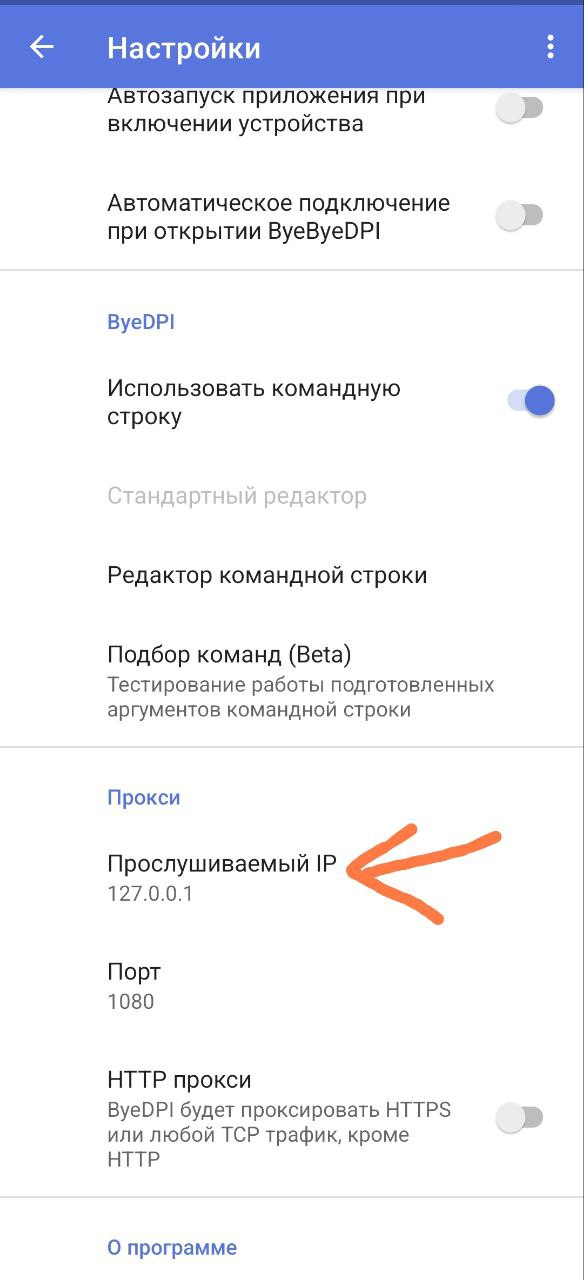 Настройки
Автозапуск приложения при
включении устройства
Автоматическое подключение
при открытии ByeByeDPI
ByeDPI
Использовать командную
строку
Стандартный редактор
Редактор командной строки
Подбор команд (Beta)
Тестирование работы подготовленных
аргументов командной строки
Прокси
Прослушиваемый IP
127.0.0.1
Порт
1080
HTTP прокси
ByeDPI будет проксировать HTTPS
или любой TCP трафик, кроме
HTTP
О программе